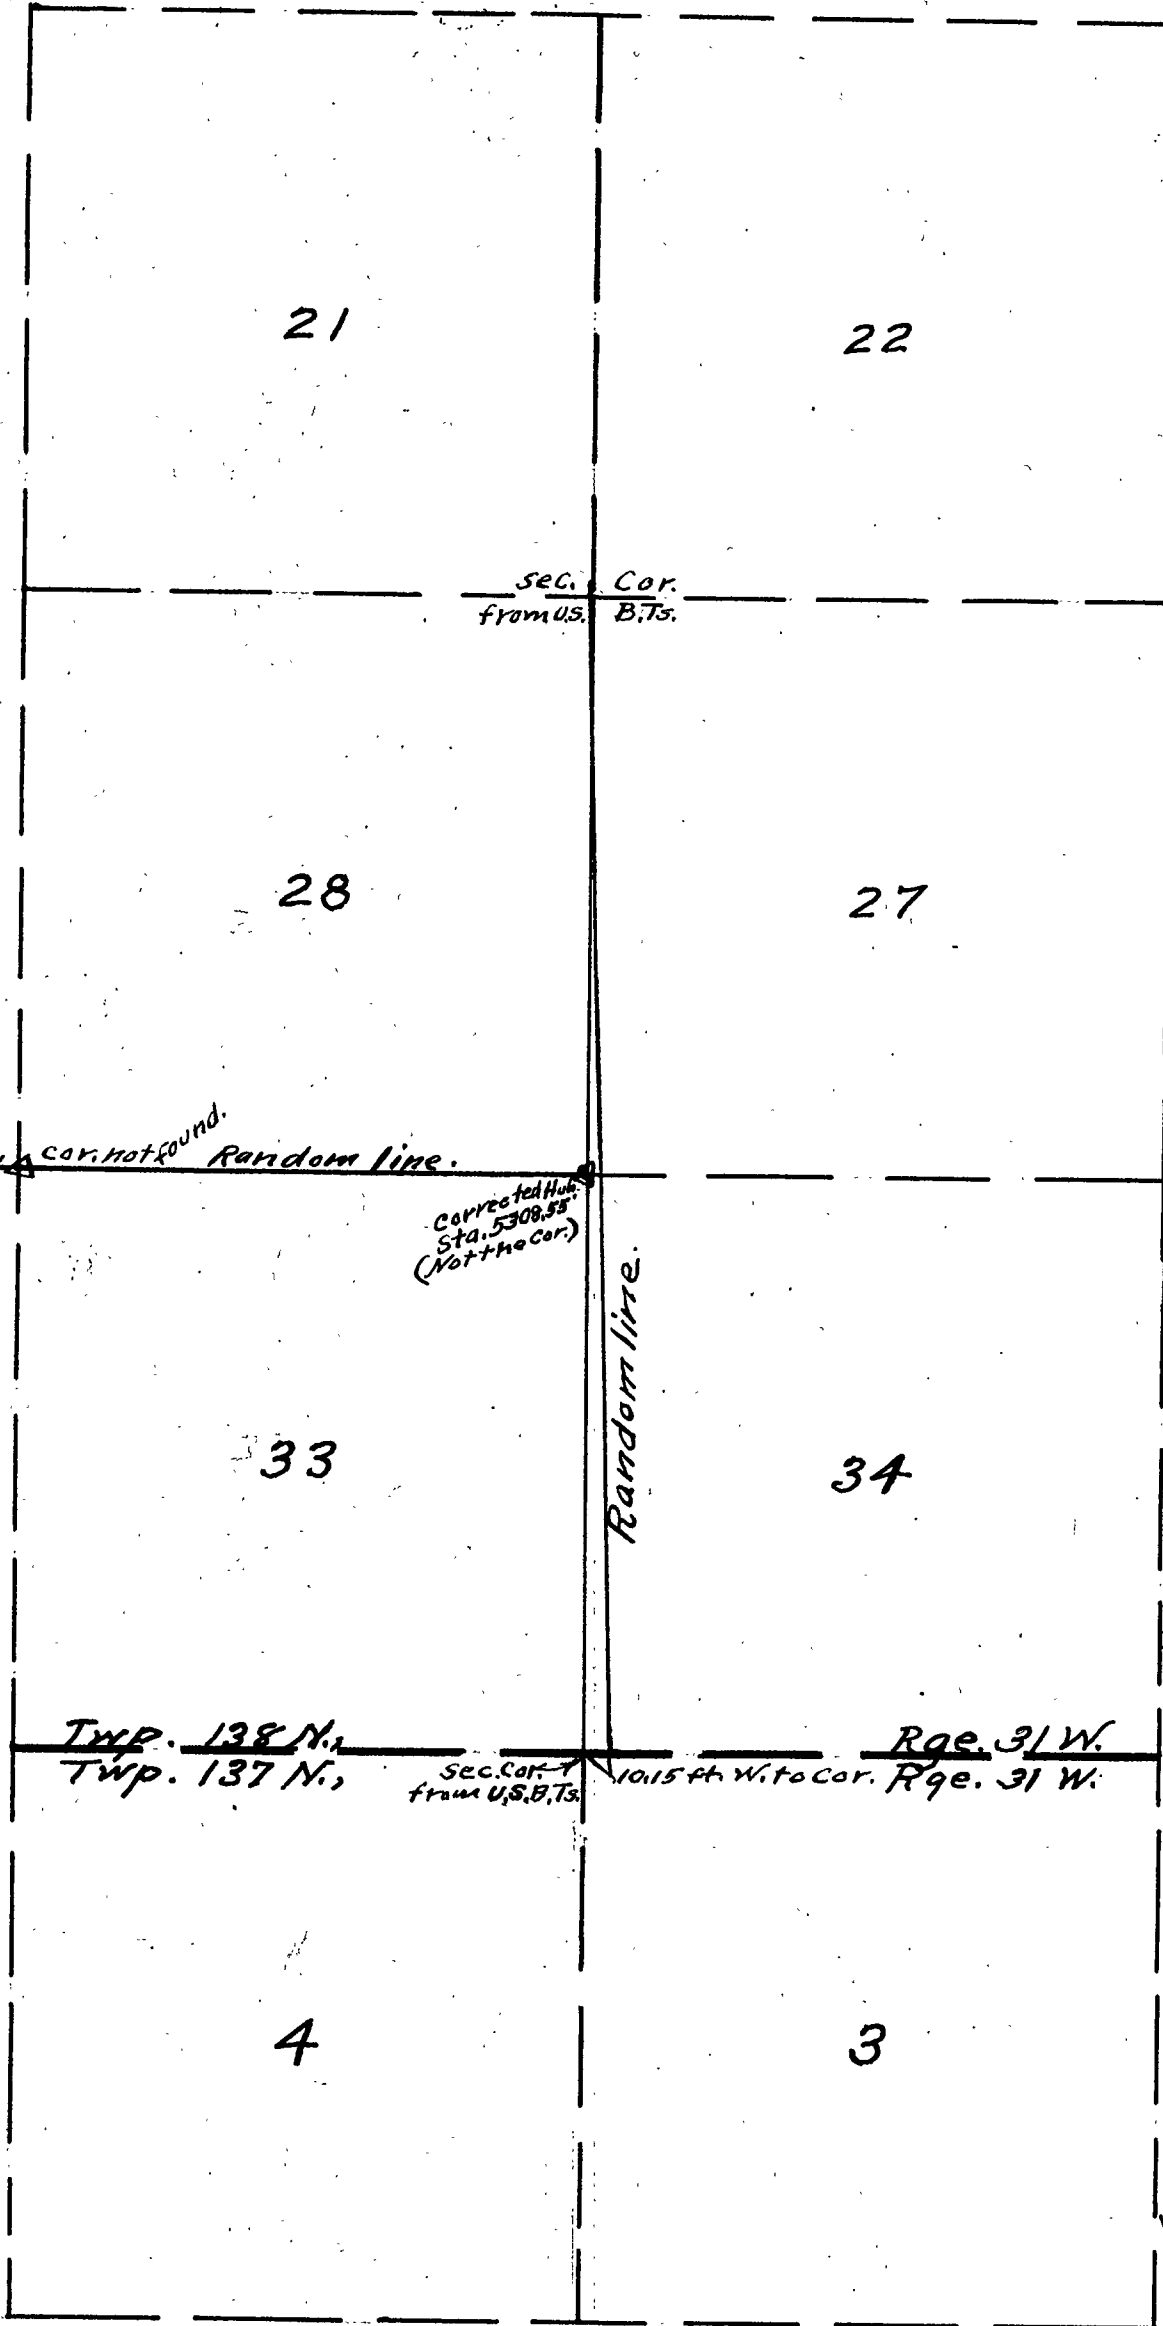 21
22
Sec. Cor.
from U.S. B.Ts.
28
27
Cor. not found.
Random line.
Corrected Hub.
Sta. 5308.55'
(Not the Cor.)
Random line.
33
34
Twp. 138 N., Rge. 31 W.
Twp. 137 N., Rge. 31 W.
Sec. Cor.
from U.S.B.Ts.
10.15 ft. W. to Cor.
4
3